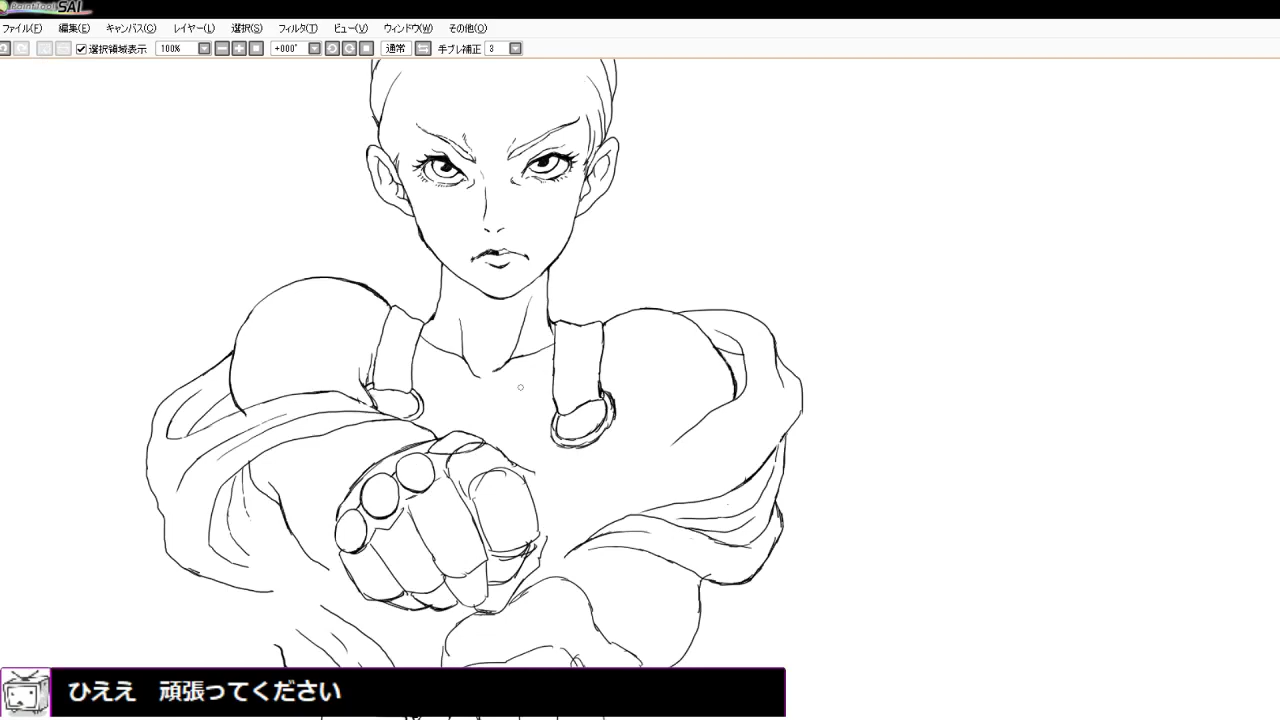 PaintTool SAI
ファイル(F) 編集(E) キャンバス(C) レイヤー(L) 選択(S) フィルタ(T) ビュー(V) ウィンドウ(W) その他(O)
選択領域表示 100% +000° 通常 手ブレ補正 3
ひええ 頑張ってください